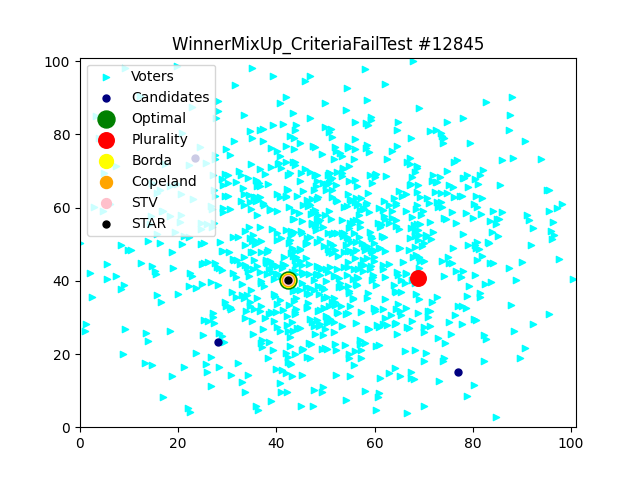 WinnerMixUp_CriteriaFailTest #12845
100
80
60
40
20
0
Voters
Candidates
Optimal
Plurality
Borda
Copeland
STV
STAR
0 20 40 60 80 100